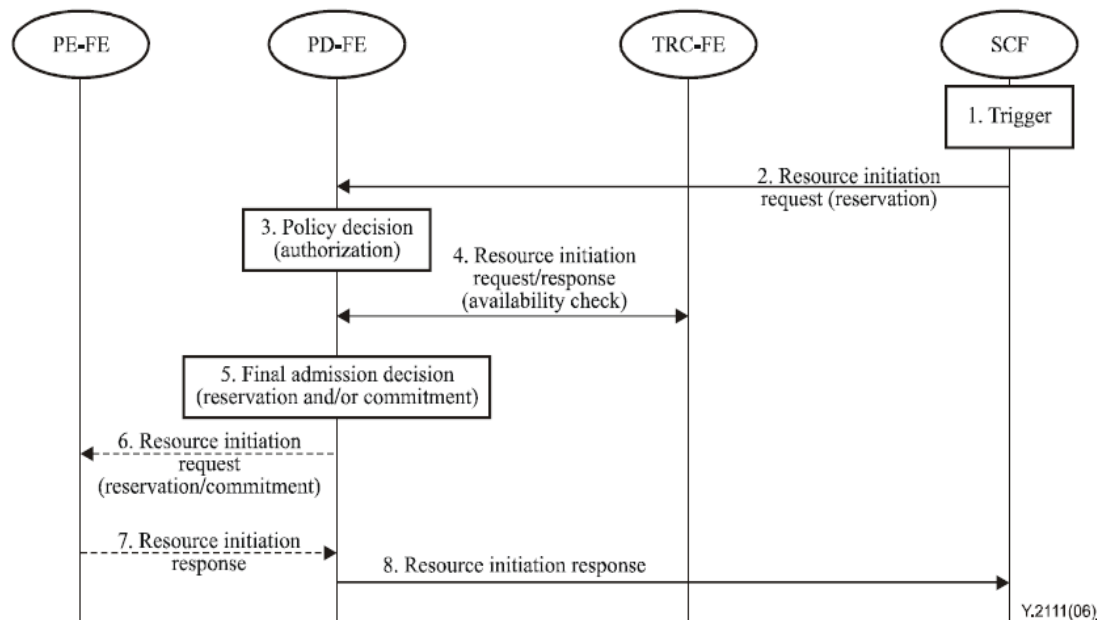 PE-FE
PD-FE
TRC-FE
SCF
1. Trigger
2. Resource initiation
request (reservation)
3. Policy decision
(authorization)
4. Resource initiation
request/response
(availability check)
5. Final admission decision
(reservation and/or commitment)
6. Resource initiation
request
(reservation/commitment)
7. Resource initiation
response
8. Resource initiation response
Y.2111(06)